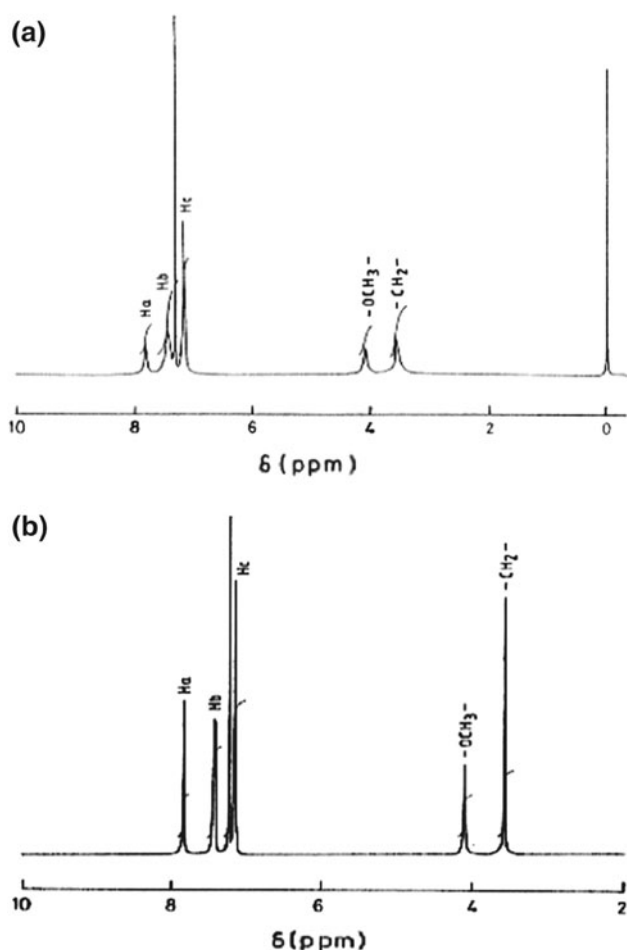 (a)
Ha
Hb
Hc
-OCH3-
-CH2-
10 8 6 4 2 0
δ (ppm)
(b)
Ha
Hb
Hc
-OCH3-
-CH2-
10 8 6 4 2
δ (ppm)